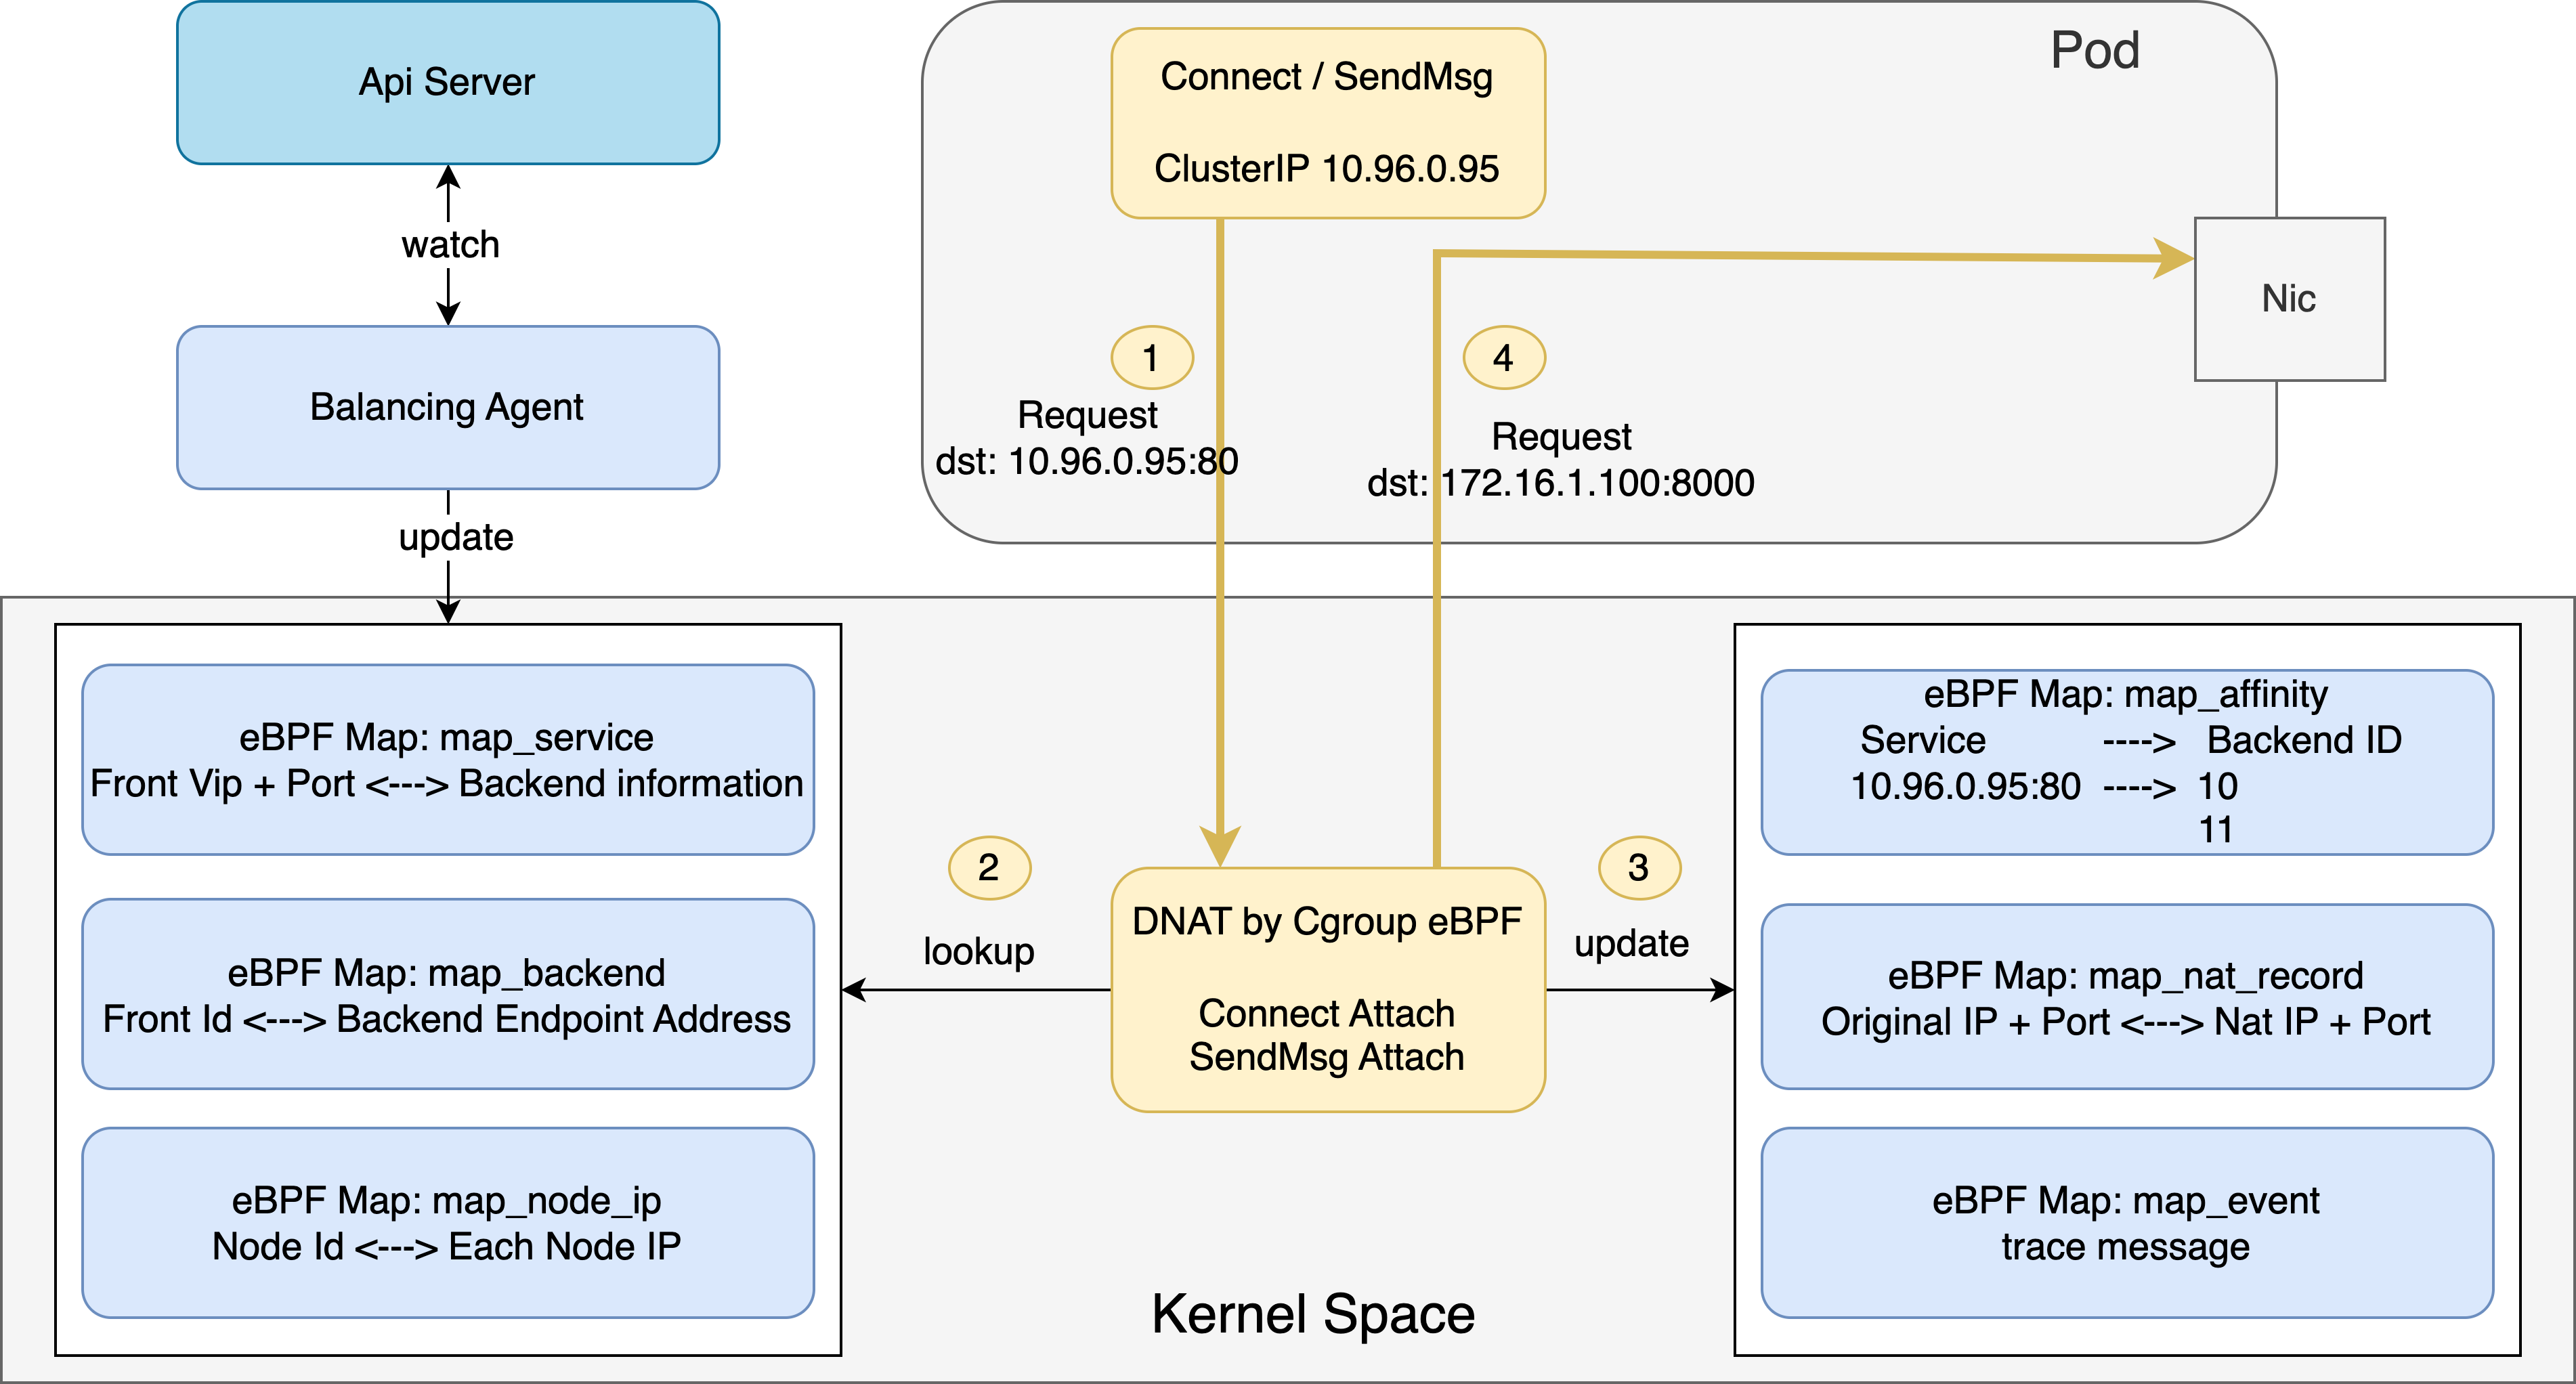 Api Server
watch
Balancing Agent
update
Pod
Connect / SendMsg
ClusterIP 10.96.0.95
Nic
1
Request
dst: 10.96.0.95:80
4
Request
dst: 172.16.1.100:8000
eBPF Map: map_service
Front Vip + Port <---> Backend information
eBPF Map: map_backend
Front Id <---> Backend Endpoint Address
eBPF Map: map_node_ip
Node Id <---> Each Node IP
2
lookup
DNAT by Cgroup eBPF
Connect Attach
SendMsg Attach
3
update
eBPF Map: map_affinity
Service ----> Backend ID
10.96.0.95:80 ----> 10
11
eBPF Map: map_nat_record
Original IP + Port <---> Nat IP + Port
eBPF Map: map_event
trace message
Kernel Space